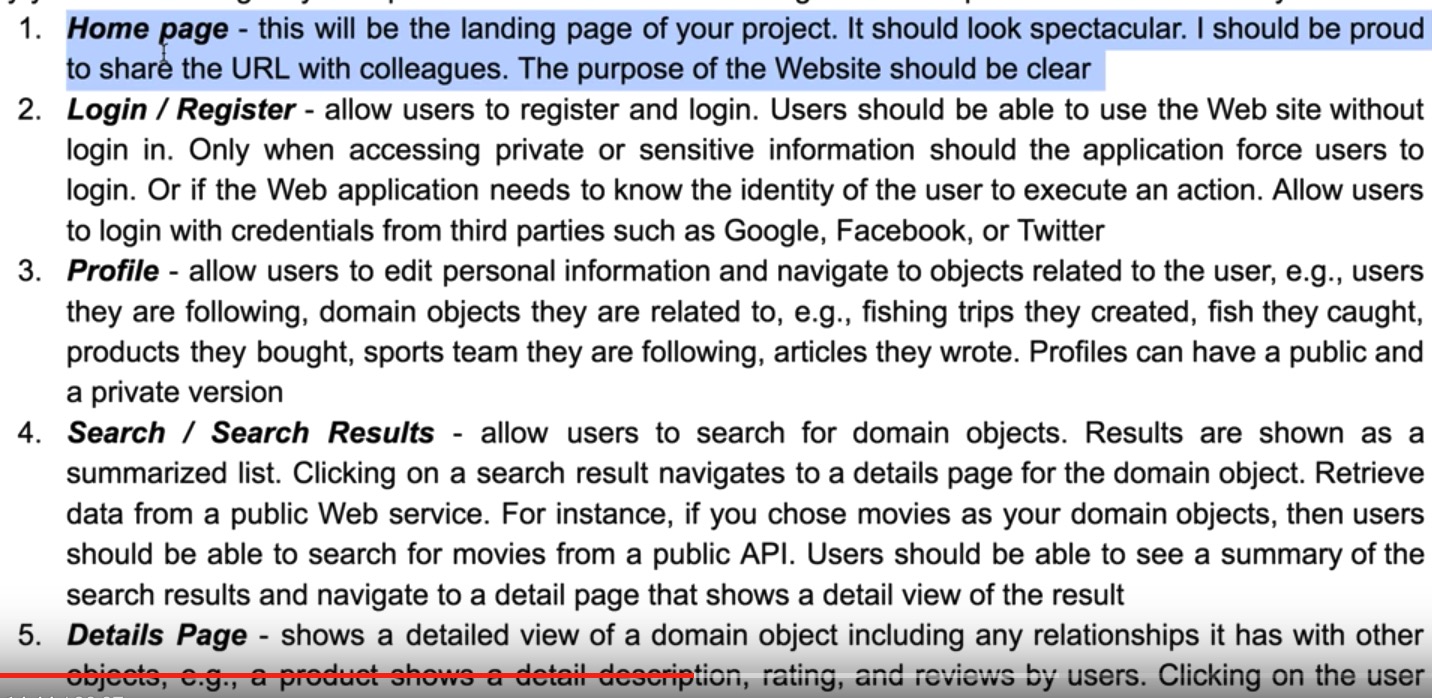 1. Home page - this will be the landing page of your project. It should look spectacular. I should be proud
to share the URL with colleagues. The purpose of the Website should be clear
2. Login / Register - allow users to register and login. Users should be able to use the Web site without
login in. Only when accessing private or sensitive information should the application force users to
login. Or if the Web application needs to know the identity of the user to execute an action. Allow users
to login with credentials from third parties such as Google, Facebook, or Twitter
3. Profile - allow users to edit personal information and navigate to objects related to the user, e.g., users
they are following, domain objects they are related to, e.g., fishing trips they created, fish they caught,
products they bought, sports team they are following, articles they wrote. Profiles can have a public and
a private version
4. Search / Search Results - allow users to search for domain objects. Results are shown as a
summarized list. Clicking on a search result navigates to a details page for the domain object. Retrieve
data from a public Web service. For instance, if you chose movies as your domain objects, then users
should be able to search for movies from a public API. Users should be able to see a summary of the
search results and navigate to a detail page that shows a detail view of the result
5. Details Page - shows a detailed view of a domain object including any relationships it has with other
objects, e.g., a product shows a detail description, rating, and reviews by users. Clicking on the user